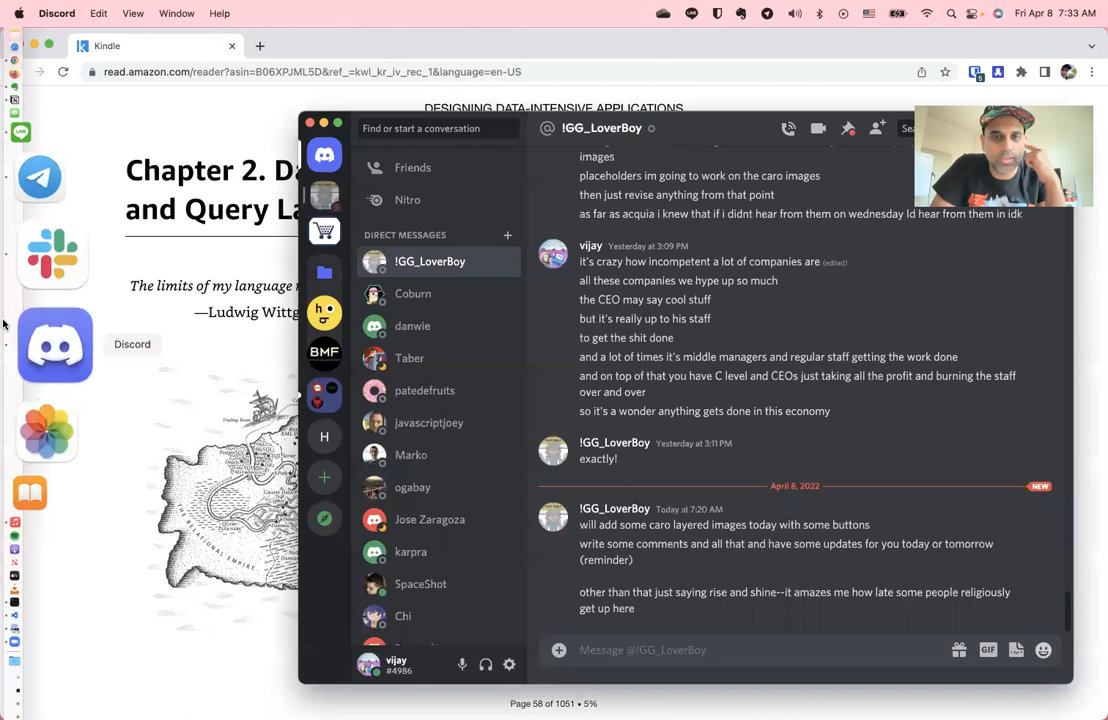 Discord Edit View Window Help
Fri Apr 8 7:33 AM
Kindle
read.amazon.com/reader?asin=B06XPJML5D&ref_=kwl_kr_iv_rec_1&language=en-US
DESIGNING DATA-INTENSIVE APPLICATIONS
Chapter 2. Da
and Query La
The limits of my language
—Ludwig Wittg
Discord
Find or start a conversation
Friends
Nitro
DIRECT MESSAGES
!GG_LoverBoy
Coburn
danwie
Taber
patedefruits
javascriptjoey
Marko
ogabay
Jose Zaragoza
karpra
SpaceShot
Chi
vijay
#4986
BMF
H
@ !GG_LoverBoy
Sea
images
placeholders im going to work on the caro images
then just revise anything from that point
as far as acquia i knew that if i didnt hear from them on wednesday Id hear from them in idk
vijay Yesterday at 3:09 PM
it's crazy how incompetent a lot of companies are (edited)
all these companies we hype up so much
the CEO may say cool stuff
but it's really up to his staff
to get the shit done
and a lot of times it's middle managers and regular staff getting the work done
and on top of that you have C level and CEOs just taking all the profit and burning the staff
over and over
so it's a wonder anything gets done in this economy
!GG_LoverBoy Yesterday at 3:11 PM
exactly!
April 8, 2022 NEW
!GG_LoverBoy Today at 7:20 AM
will add some caro layered images today with some buttons
write some comments and all that and have some updates for you today or tomorrow
(reminder)
other than that just saying rise and shine--it amazes me how late some people religiously
get up here
Message @!GG_LoverBoy
GIF
Page 58 of 1051 • 5%